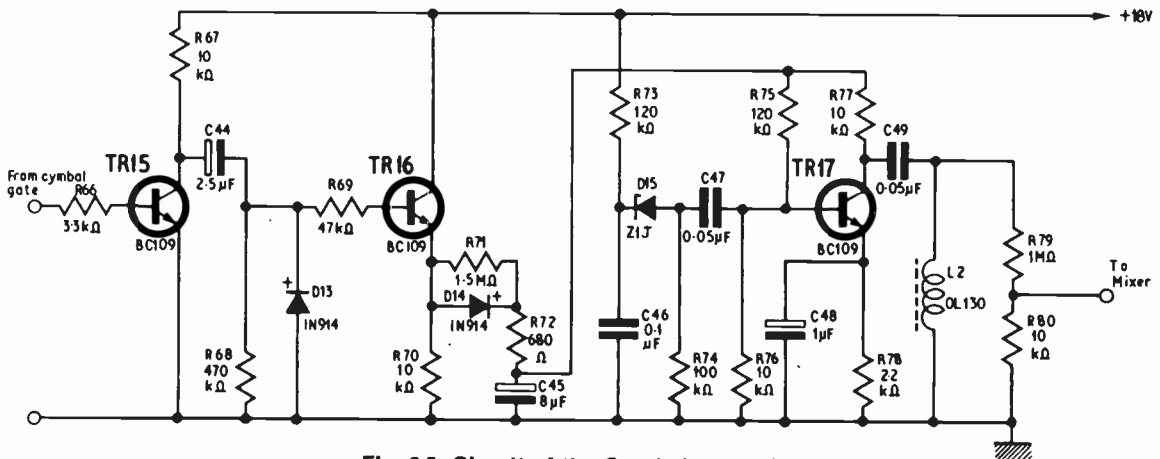 +18V
R67
10
kΩ
C44
2·5µF
TR15
From cymbal
gate
R66
3·3kΩ
BC109
R68
470
kΩ
D13
+
IN914
R69
47kΩ
TR16
BC109
R71
1·5MΩ
D14
+
IN914
R70
10
kΩ
R72
680
Ω
C45
8µF
R73
120
kΩ
D15
Z1J
C46
0·1
µF
R74
100
kΩ
C47
0·05µF
R75
120
kΩ
R76
10
kΩ
TR17
BC109
R77
10
kΩ
C49
0·05µF
C48
1µF
R78
2·2
kΩ
L2
OL130
R79
1MΩ
R80
10
kΩ
To
Mixer